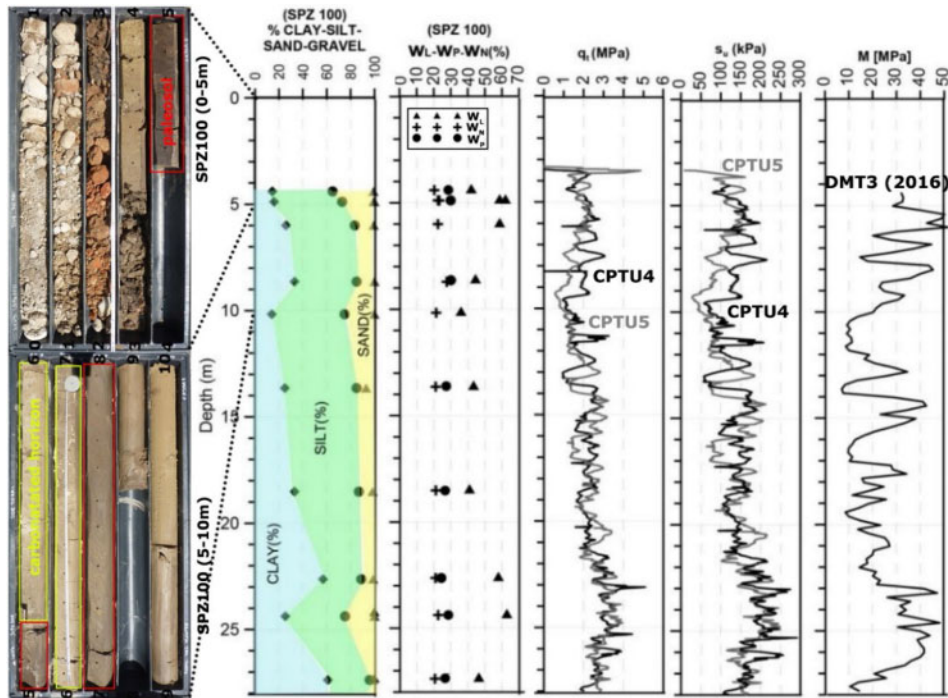 (SPZ 100)
% CLAY-SILT-
SAND-GRAVEL
0 20 40 60 80 100
(SPZ 100)
WL-WP-WN(%)
0 10 20 30 40 50 60 70
qt (MPa)
0 1 2 3 4 5 6
su (kPa)
0 50 100 150 200 250 300
M [MPa]
0 10 20 30 40 50
1 2 3 4 5
paleosol
SPZ100 (0-5m)
6 7 8 9 10
carbonated horizon
SPZ100 (5-10m)
Depth (m)
0
5
10
15
20
25
CLAY(%)
SILT(%)
SAND(%)
WL
WN
WP
CPTU4
CPTU5
CPTU5
CPTU4
DMT3 (2016)